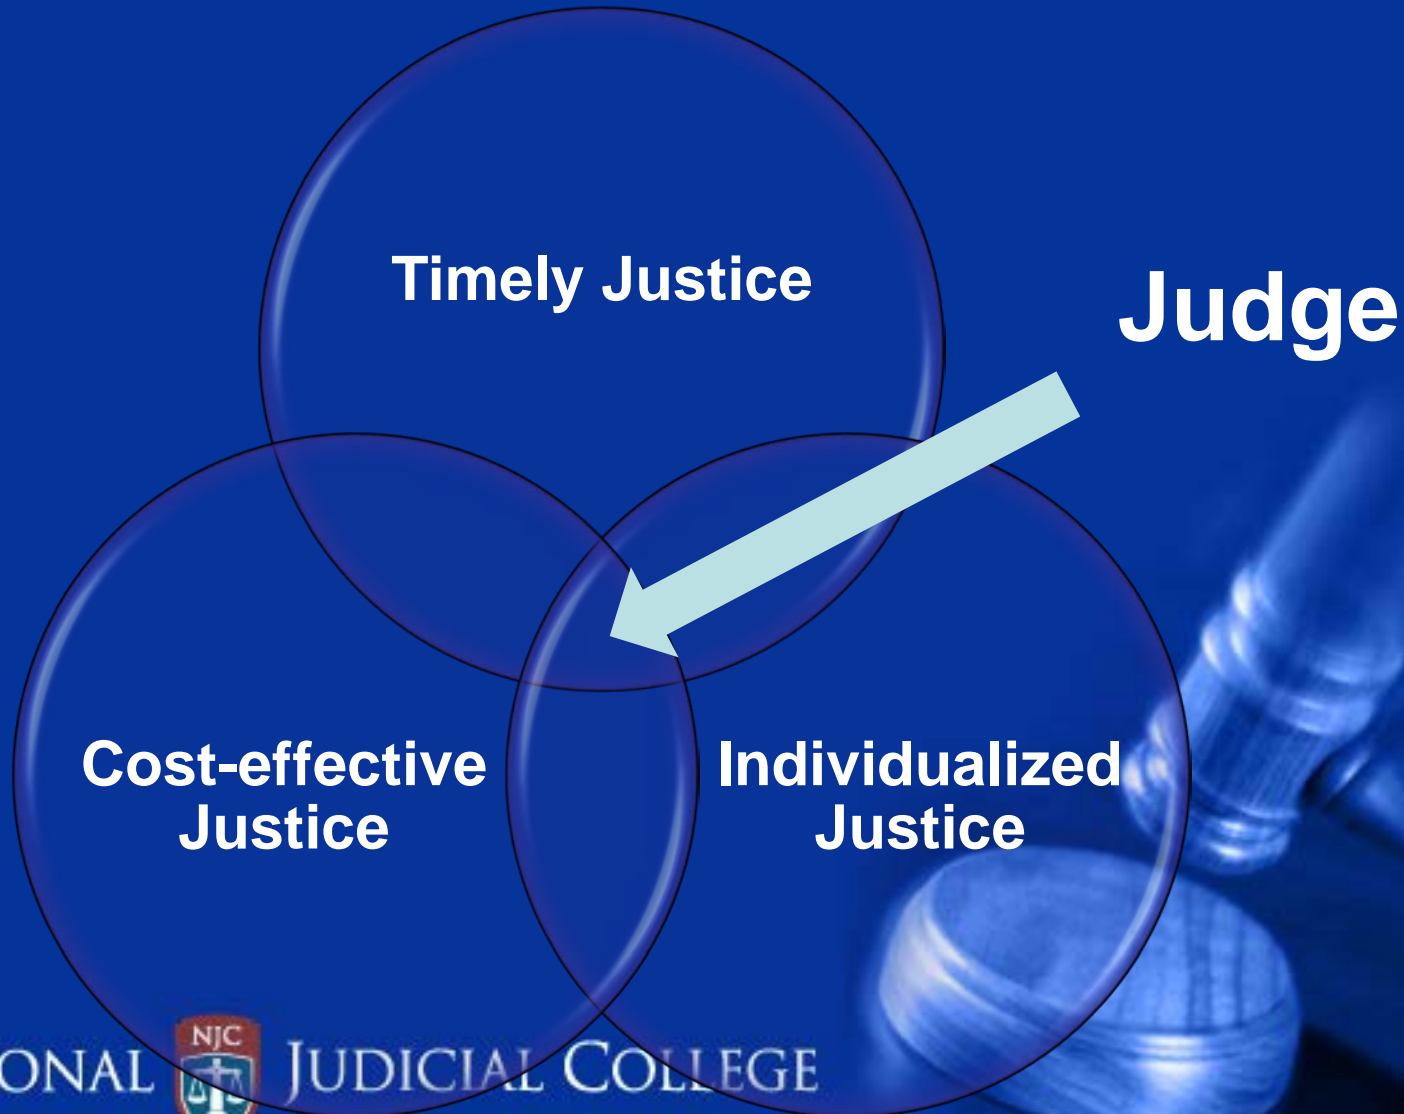 Timely Justice
Judge
Cost-effective
Justice
Individualized
Justice
ONAL NJC JUDICIAL COLLEGE